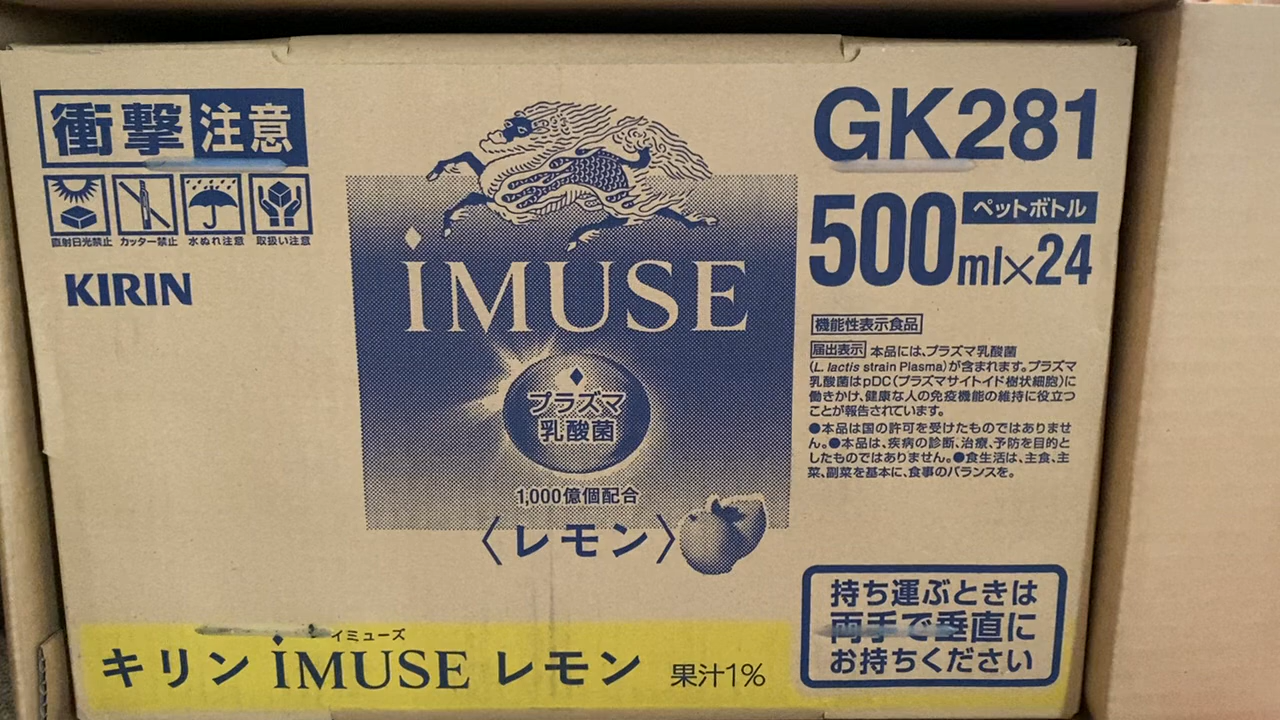 衝撃注意
直射日光禁止 カッター禁止 水ぬれ注意 取扱い注意
KIRIN
iMUSE
プラズマ
乳酸菌
1,000億個配合
〈レモン〉
GK281
500ml×24 ペットボトル
機能性表示食品
届出表示 本品には、プラズマ乳酸菌
(L. lactis strain Plasma)が含まれます。プラズマ
乳酸菌はpDC(プラズマサイトイド樹状細胞)に
働きかけ、健康な人の免疫機能の維持に役立つ
ことが報告されています。
●本品は国の許可を受けたものではありませ
ん。●本品は、疾病の診断、治療、予防を目的と
したものではありません。●食生活は、主食、主
菜、副菜を基本に、食事のバランスを。
持ち運ぶときは
両手で垂直に
お持ちください
イミューズ
キリン iMUSE レモン 果汁1%